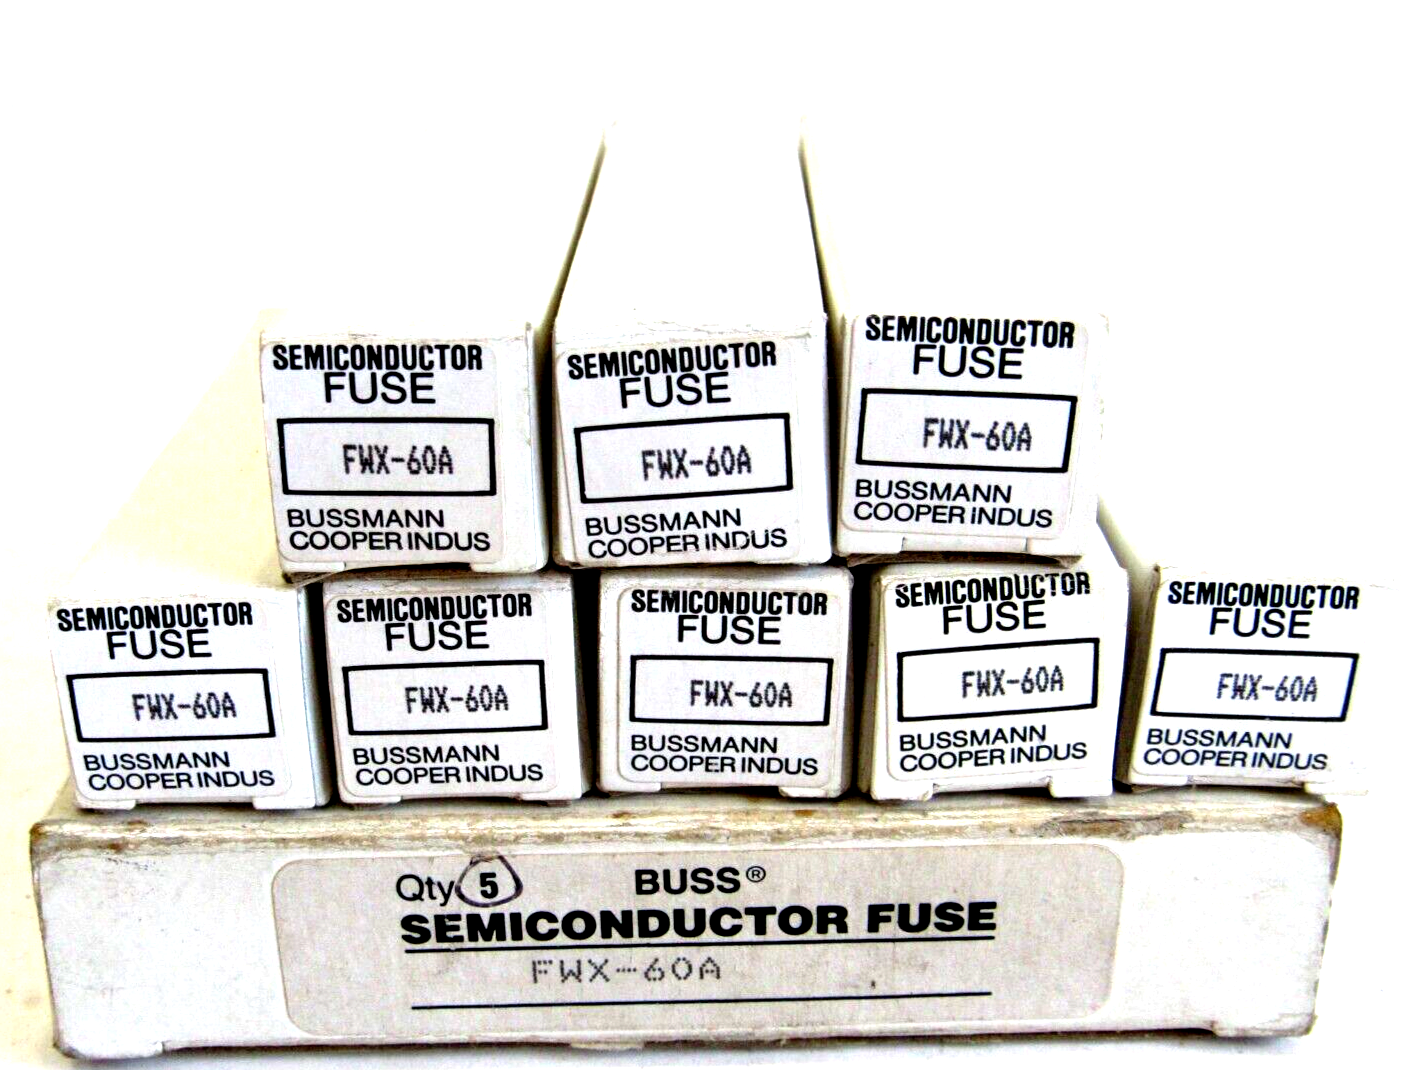 SEMICONDUCTOR
FUSE
FWX-60A
BUSSMANN
COOPER INDUS
SEMICONDUCTOR
FUSE
FWX-60A
BUSSMANN
COOPER INDUS
SEMICONDUCTOR
FUSE
FWX-60A
BUSSMANN
COOPER INDUS
SEMICONDUCTOR
FUSE
FWX-60A
BUSSMANN
COOPER INDUS
SEMICONDUCTOR
FUSE
FWX-60A
BUSSMANN
COOPER INDUS
SEMICONDUCTOR
FUSE
FWX-60A
BUSSMANN
COOPER INDUS
SEMICONDUCTOR
FUSE
FWX-60A
BUSSMANN
COOPER INDUS
SEMICONDUCTOR
FUSE
FWX-60A
BUSSMANN
COOPER INDUS
Qty 5 BUSS®
SEMICONDUCTOR FUSE
FWX-60A